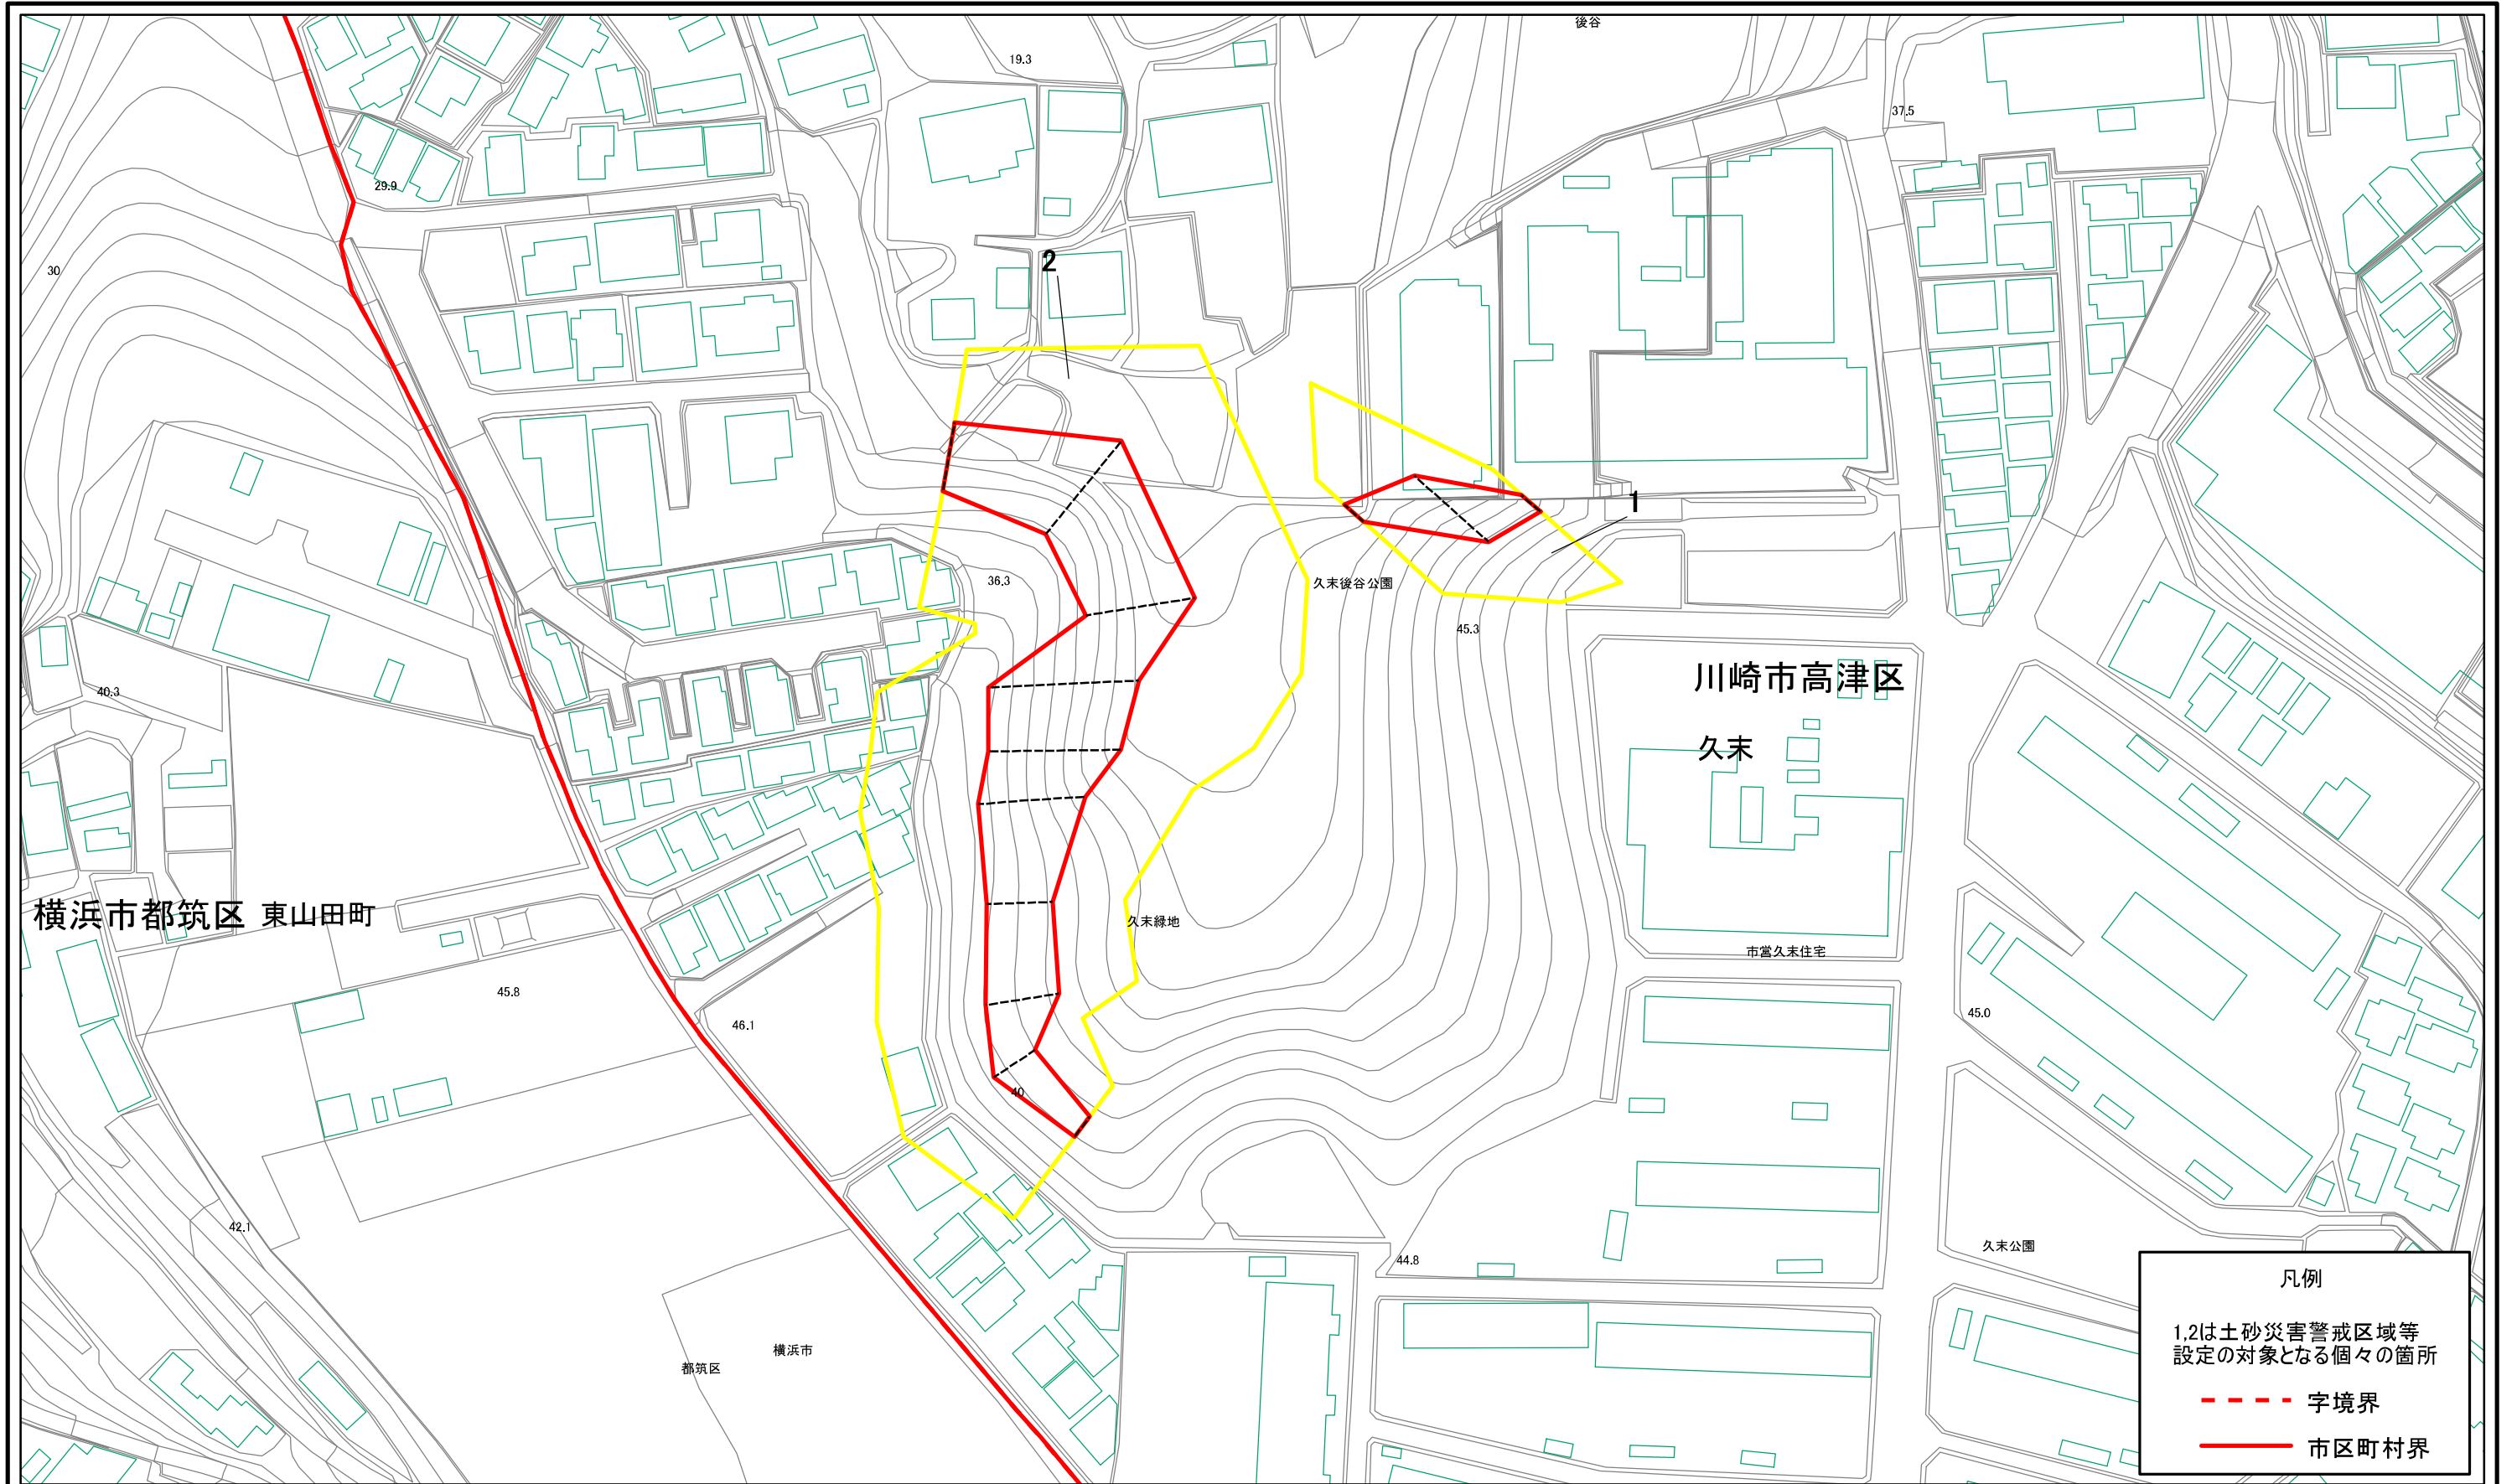 後谷
19.3
37.5
29.9
2
30
1
36.3
久末後谷公園
45.3
川崎市高津区
40.3
久末
横浜市都筑区 東山田町
久末緑地
市営久末住宅
45.8
45.0
46.1
40
42.1
久末公園
44.8
横浜市
都筑区
凡例
1,2は土砂災害警戒区域等
設定の対象となる個々の箇所
字境界
市区町村界